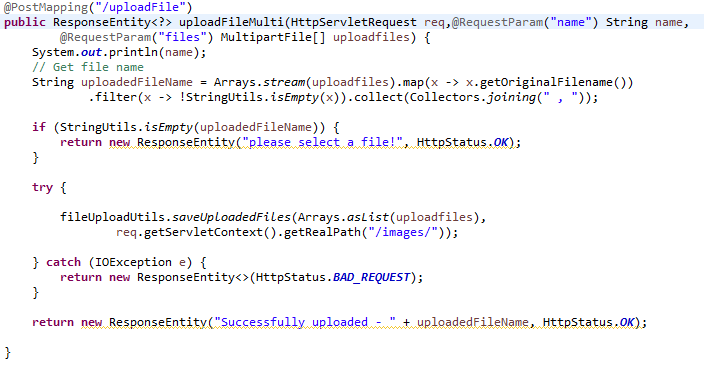 @PostMapping("/uploadFile")
public ResponseEntity<?> uploadFileMulti(HttpServletRequest req,@RequestParam("name") String name,
@RequestParam("files") MultipartFile[] uploadfiles) {
System.out.println(name);
// Get file name
String uploadedFileName = Arrays.stream(uploadfiles).map(x -> x.getOriginalFilename())
.filter(x -> !StringUtils.isEmpty(x)).collect(Collectors.joining(" , "));
if (StringUtils.isEmpty(uploadedFileName)) {
return new ResponseEntity("please select a file!", HttpStatus.OK);
}
try {
fileUploadUtils.saveUploadedFiles(Arrays.asList(uploadfiles),
req.getServletContext().getRealPath("/images/"));
} catch (IOException e) {
return new ResponseEntity<>(HttpStatus.BAD_REQUEST);
}
return new ResponseEntity("Successfully uploaded - " + uploadedFileName, HttpStatus.OK);
}